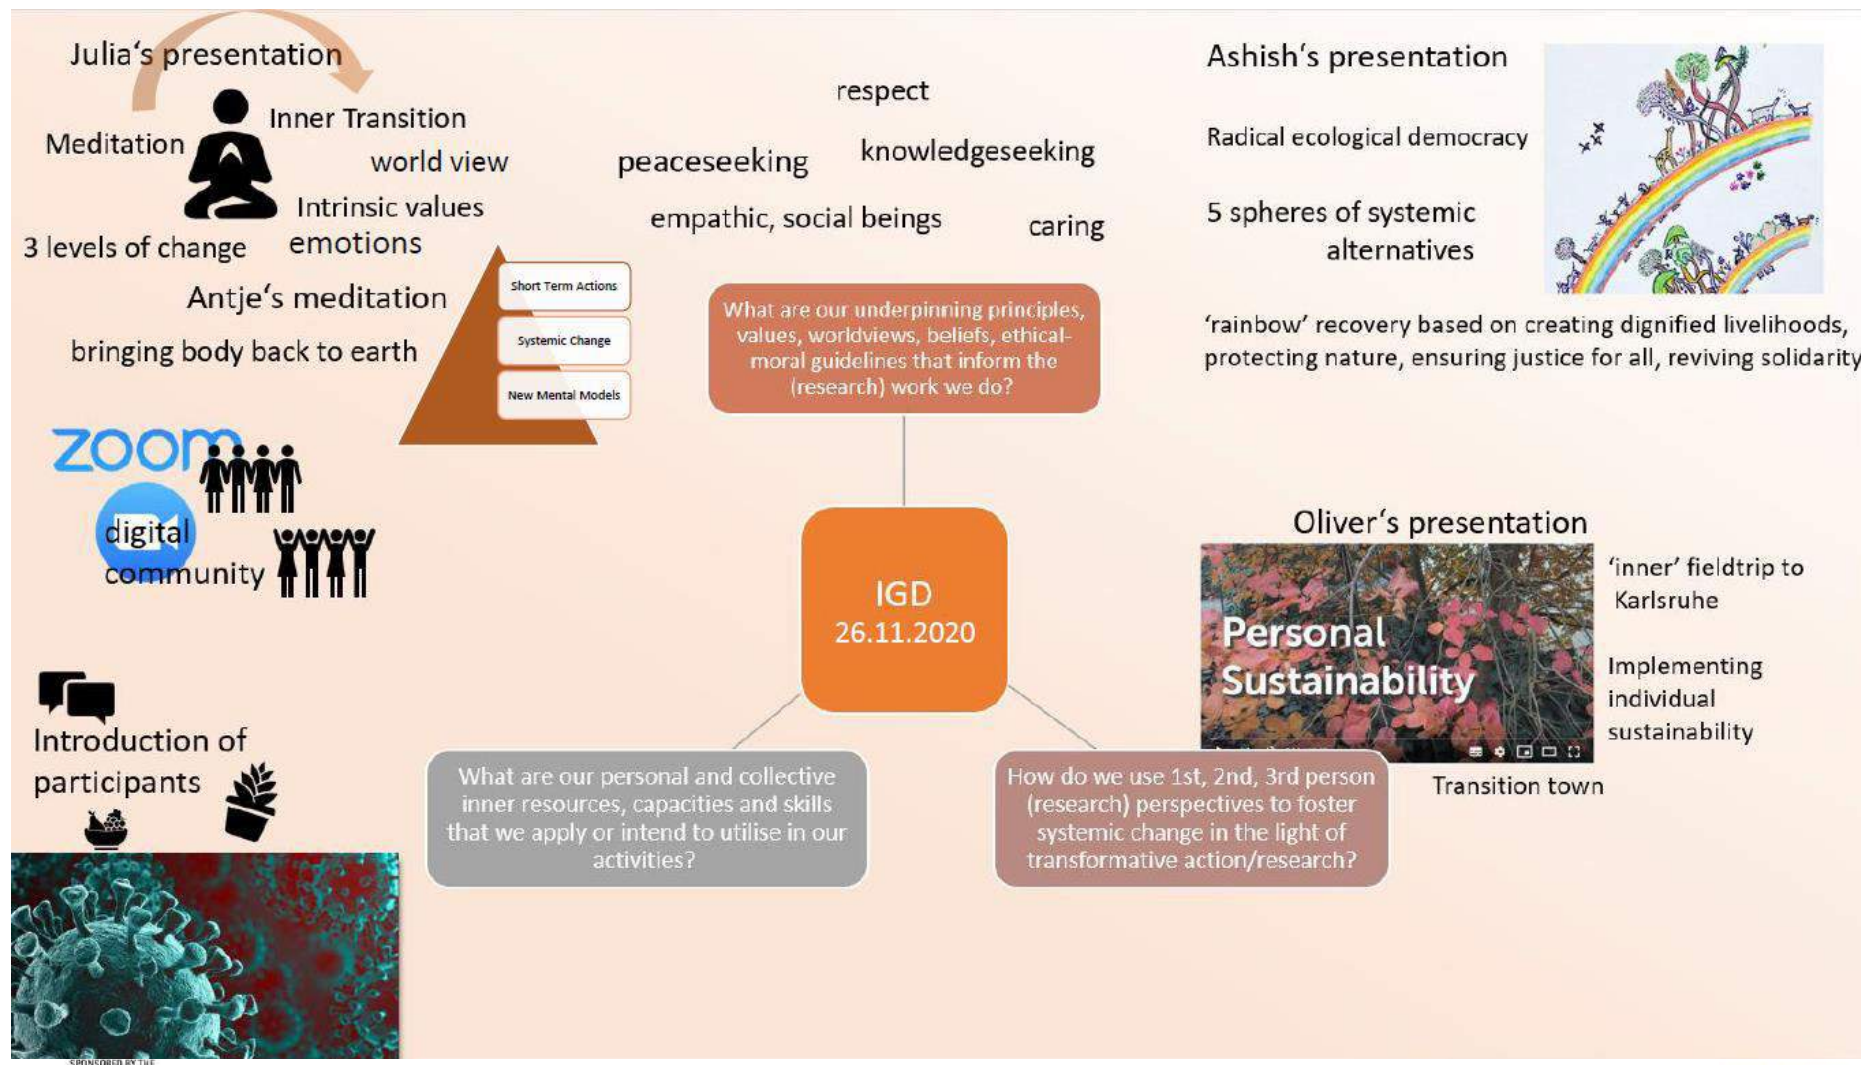 Julia‘s presentation
Meditation
Inner Transition
world view
Intrinsic values
3 levels of change
emotions
Antje‘s meditation
bringing body back to earth
Short Term Actions
Systemic Change
New Mental Models
zoom
digital
community
Introduction of
participants
respect
peaceseeking
knowledgeseeking
empathic, social beings
caring
What are our underpinning principles,
values, worldviews, beliefs, ethical-
moral guidelines that inform the
(research) work we do?
IGD
26.11.2020
What are our personal and collective
inner resources, capacities and skills
that we apply or intend to utilise in our
activities?
How do we use 1st, 2nd, 3rd person
(research) perspectives to foster
systemic change in the light of
transformative action/research?
Ashish‘s presentation
Radical ecological democracy
5 spheres of systemic
alternatives
‘rainbow’ recovery based on creating dignified livelihoods,
protecting nature, ensuring justice for all, reviving solidarity
Oliver‘s presentation
Personal
Sustainability
‘inner’ fieldtrip to
Karlsruhe
Implementing
individual
sustainability
Transition town
SPONSORED BY THE